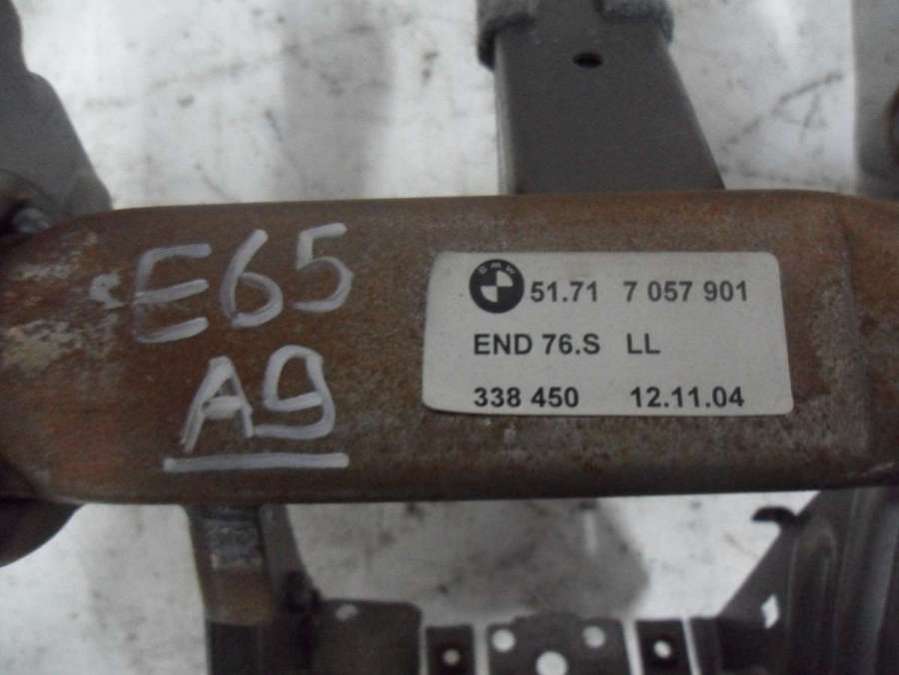 E65
A9
BMW
51.71 7 057 901
END 76.S LL
338 450 12.11.04